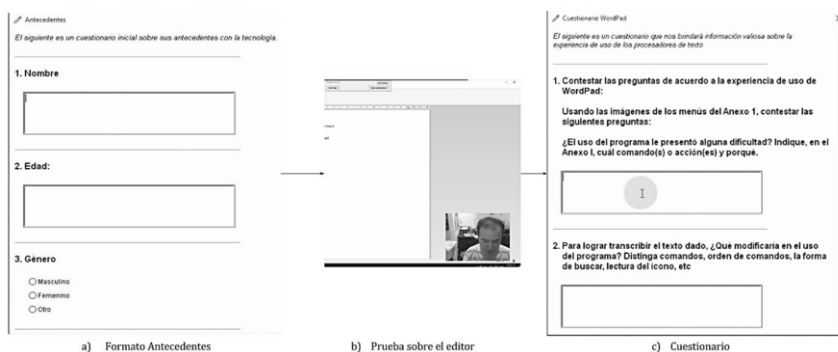 Antecedentes
El siguiente es un cuestionario inicial sobre sus antecedentes con la tecnología.
1. Nombre
2. Edad:
3. Género
Masculino
Femenino
Otro
a) Formato Antecedentes
b) Prueba sobre el editor
Cuestionario WordPad
El siguiente es un cuestionario que nos brindará información valiosa sobre la
experiencia de uso de los procesadores de texto
1. Contestar las preguntas de acuerdo a la experiencia de uso de
WordPad:
Usando las imágenes de los menús del Anexo 1, contestar las
siguientes preguntas:
¿El uso del programa le presentó alguna dificultad? Indique, en el
Anexo I, cuál comando(s) o acción(es) y porqué.
2. Para lograr transcribir el texto dado, ¿Qué modificaría en el uso
del programa? Distinga comandos, orden de comandos, la forma
de buscar, lectura del ícono, etc
c) Cuestionario